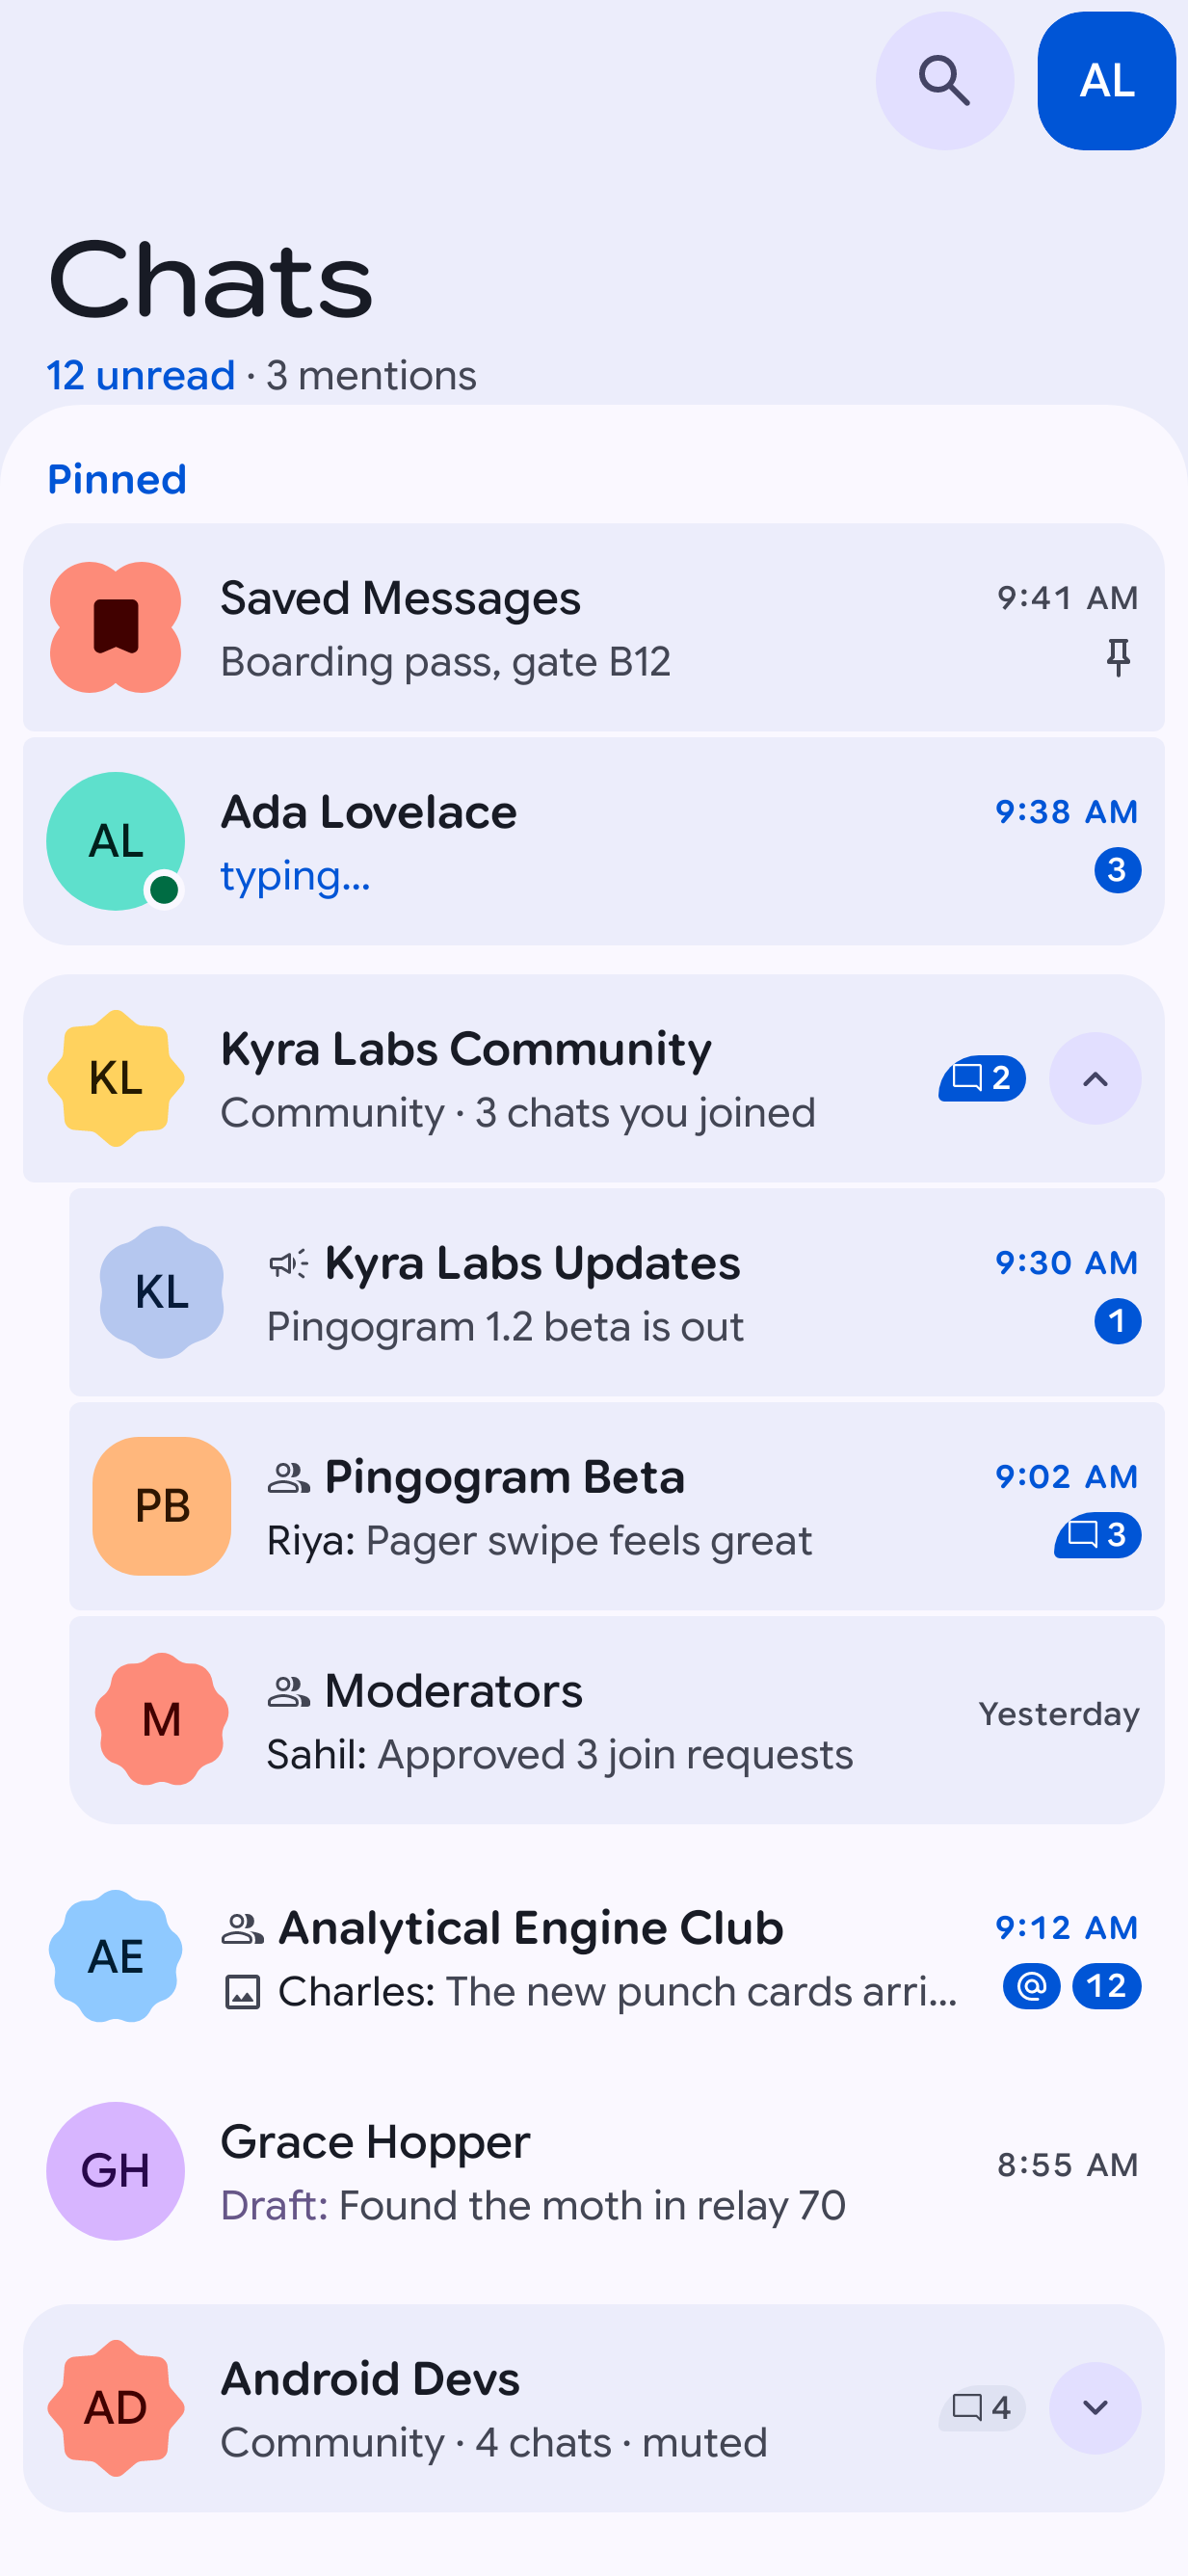 AL
Chats
12 unread · 3 mentions
Pinned
Saved Messages
9:41 AM
Boarding pass, gate B12
AL
Ada Lovelace
9:38 AM
typing...
3
KL
Kyra Labs Community
2
Community · 3 chats you joined
KL
Kyra Labs Updates
9:30 AM
Pingogram 1.2 beta is out
1
PB
Pingogram Beta
9:02 AM
Riya: Pager swipe feels great
3
M
Moderators
Yesterday
Sahil: Approved 3 join requests
AE
Analytical Engine Club
9:12 AM
Charles: The new punch cards arri...
@ 12
GH
Grace Hopper
8:55 AM
Draft: Found the moth in relay 70
AD
Android Devs
4
Community · 4 chats · muted